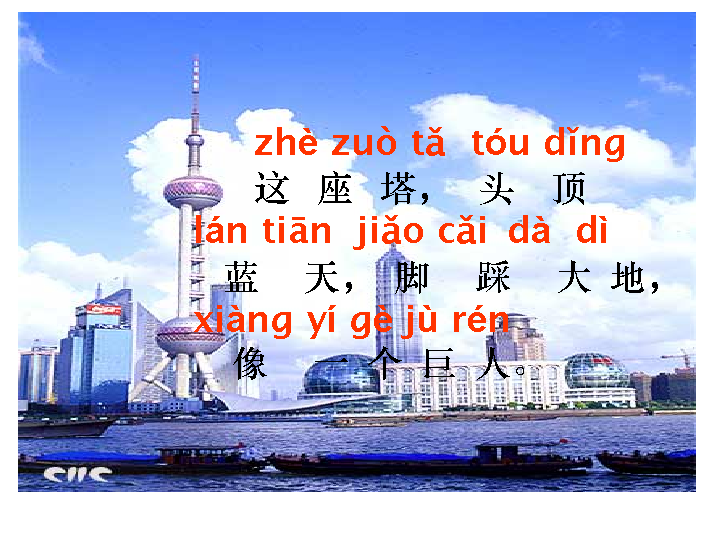 zhè zuò tǎ tóu dǐng
这座塔，头顶
lán tiān jiǎo cǎi dà dì
蓝天，脚踩大地，
xiàng yí gè jù rén
像一个巨人。